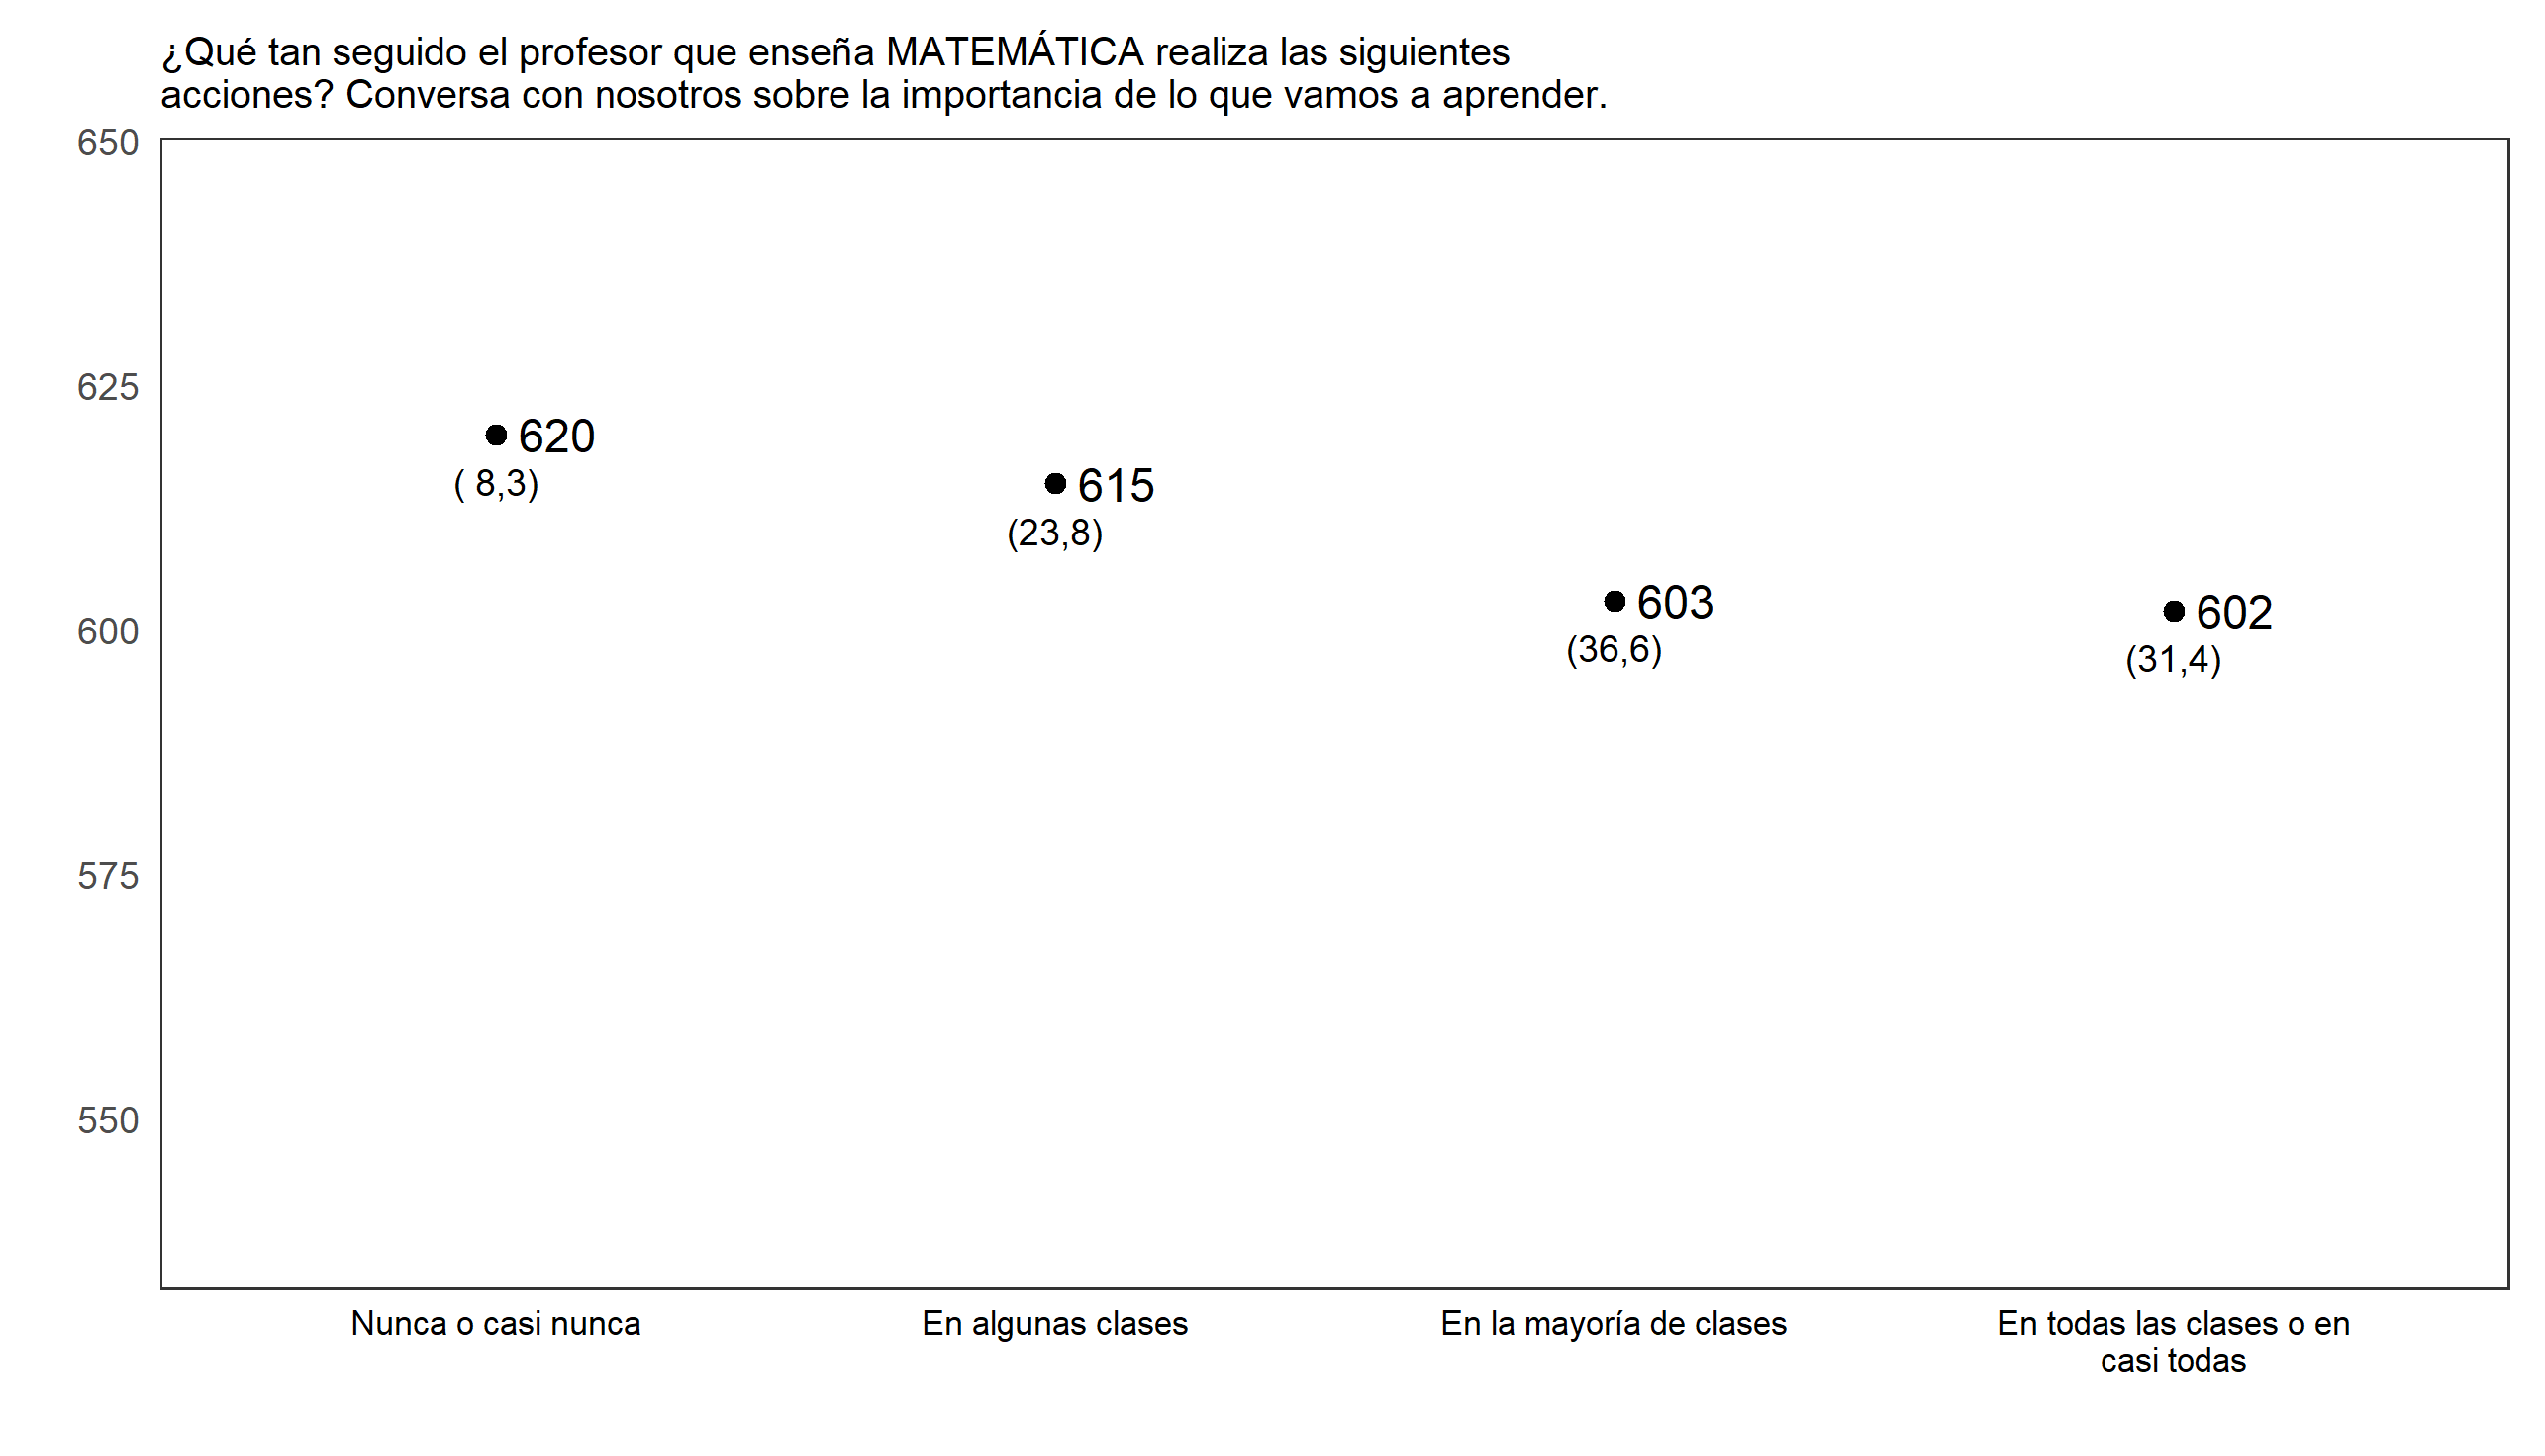 ¿Qué tan seguido el profesor que enseña MATEMÁTICA realiza las siguientes
acciones? Conversa con nosotros sobre la importancia de lo que vamos a aprender.
650
625
600
575
550
620
( 8,3)
615
(23,8)
603
(36,6)
602
(31,4)
Nunca o casi nunca
En algunas clases
En la mayoría de clases
En todas las clases o en
casi todas